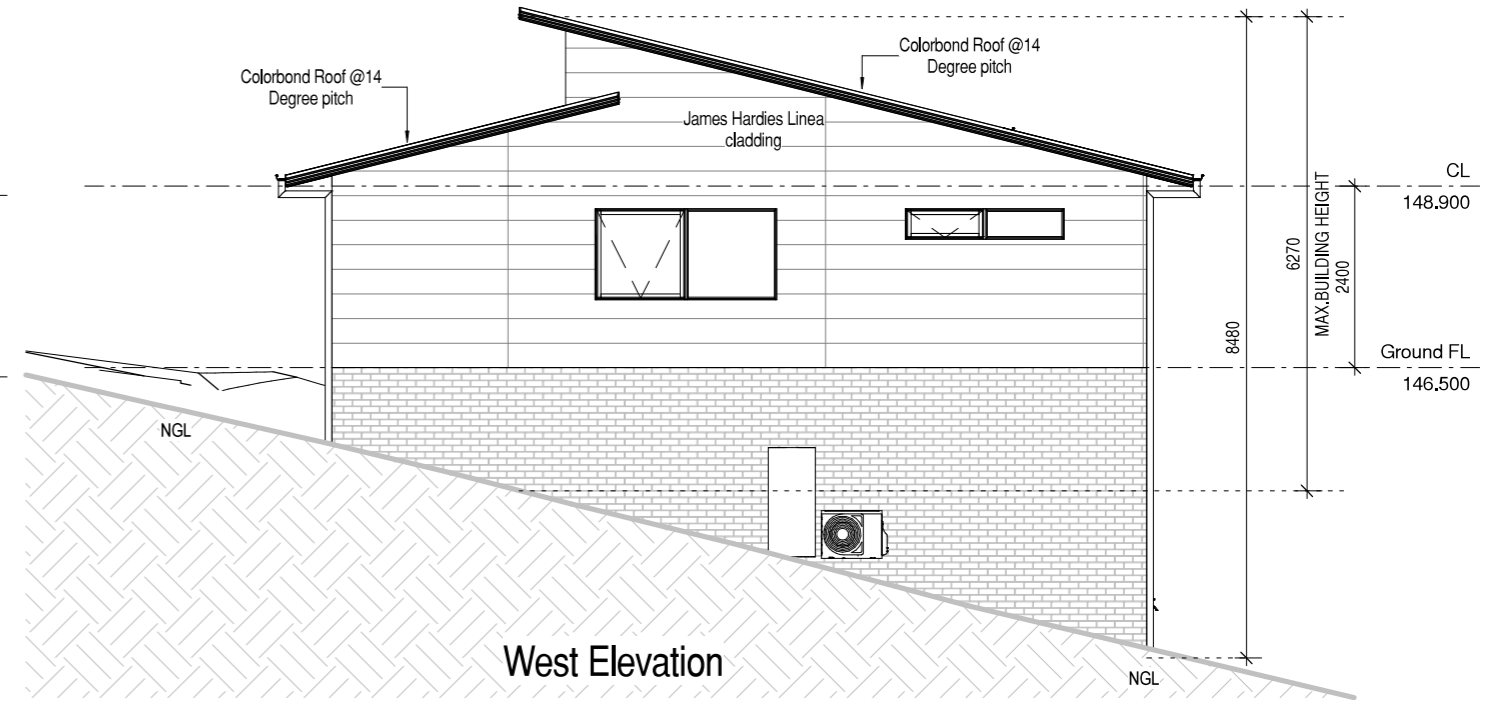 Colorbond Roof @14
Degree pitch
Colorbond Roof @14
Degree pitch
James Hardies Linea
cladding
CL
148.900
6270
MAX.BUILDING HEIGHT
2400
8480
Ground FL
146.500
NGL
West Elevation
NGL